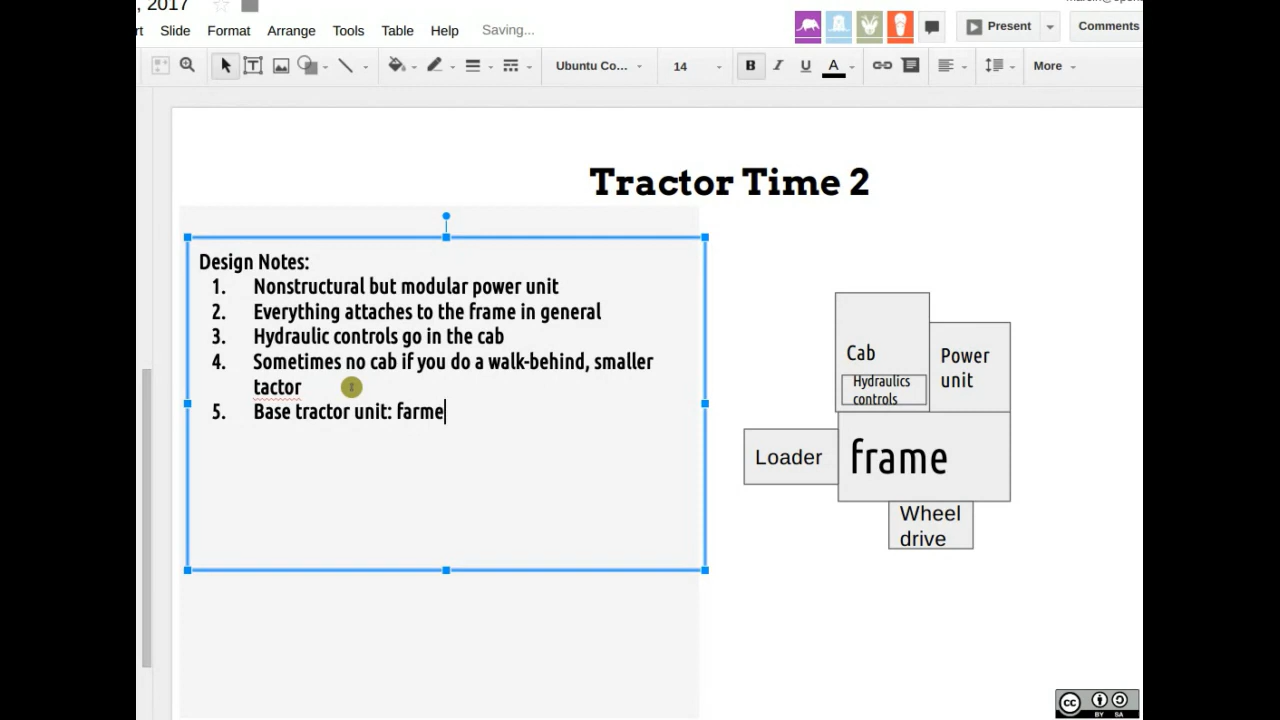 , 2017
Slide Format Arrange Tools Table Help Saving...
Present Comments
Ubuntu Co... 14 B I U A More
Tractor Time 2
Design Notes:
1. Nonstructural but modular power unit
2. Everything attaches to the frame in general
3. Hydraulic controls go in the cab
4. Sometimes no cab if you do a walk-behind, smaller
tactor
5. Base tractor unit: farme
Cab
Hydraulics
controls
Power
unit
Loader
frame
Wheel
drive
cc
BY SA